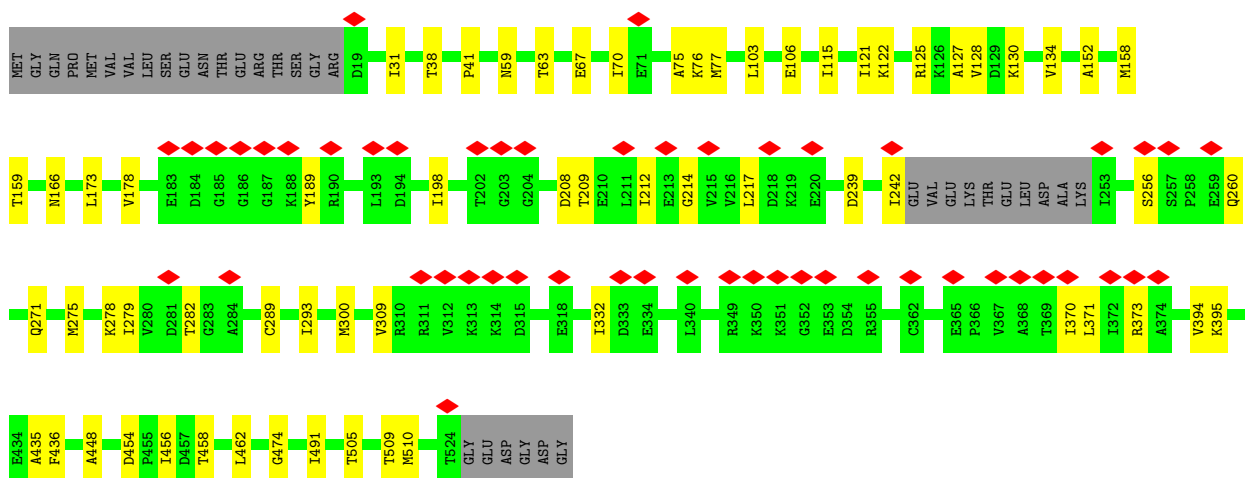 MET GLY GLN PRO MET VAL VAL LEU SER GLU ASN THR GLU ARG THR SER GLY ARG D19 I31 T38 P41 N59 T63 E67 I70 E71 A75 K76 M77 L103 E106 I115 I121 K122 R125 K126 A127 V128 D129 K130 V134 A152 M158
T159 N166 L173 V178 E183 D184 G185 G186 G187 K188 Y189 R190 L193 D194 I198 T202 G203 G204 D208 T209 E210 L211 I212 E213 G214 V215 V216 L217 D218 K219 E220 D239 I242 GLU VAL GLU LYS THR GLU LEU ASP ALA LYS I253 S256 S257 P258 E259 Q260
Q271 M275 K278 I279 V280 D281 T282 G283 A284 C289 I293 M300 V309 R310 R311 V312 K313 K314 D315 E318 I332 D333 E334 L340 R349 K350 K351 G352 E353 D354 R355 C362 E365 P366 V367 A368 T369 I370 L371 I372 R373 A374 V394 K395
E434 A435 F436 A448 D454 P455 I456 D457 T458 L462 G474 I491 T505 T509 M510 T524 GLY GLU ASP GLY ASP GLY